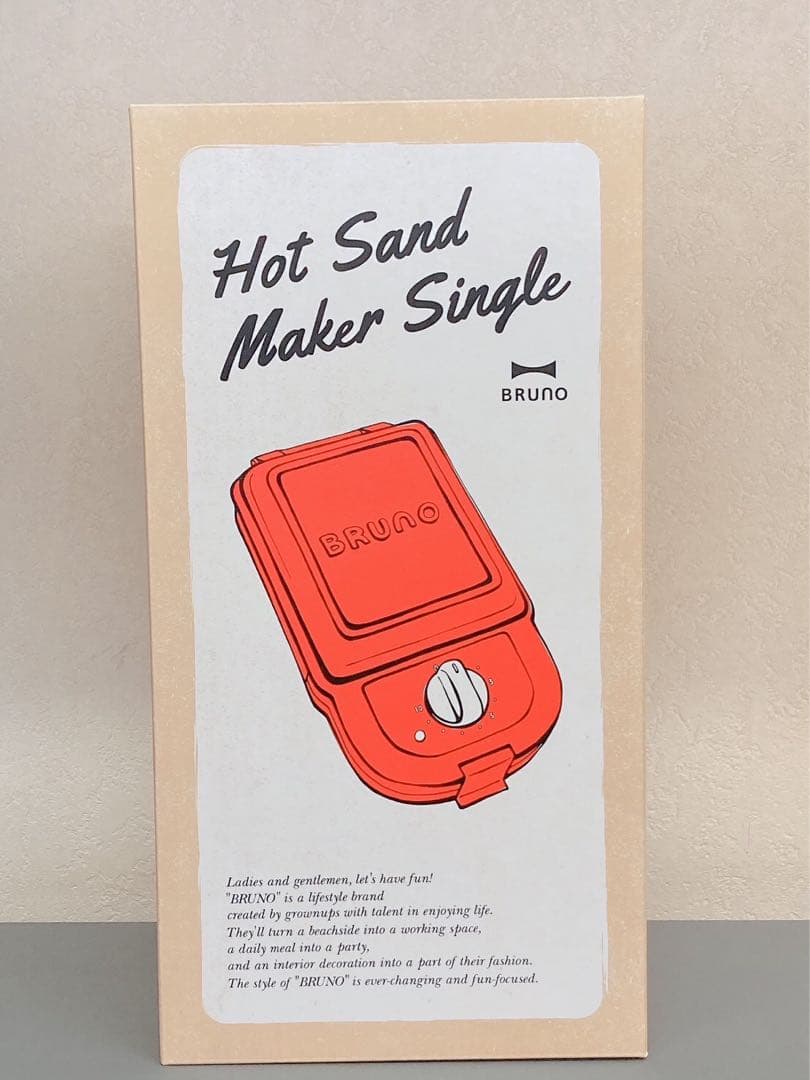 Hot Sand
Maker Single
BRUNO
BRUNO
Ladies and gentlemen, let's have fun!
"BRUNO" is a lifestyle brand
created by grownups with talent in enjoying life.
They'll turn a beachside into a working space,
a daily meal into a party,
and an interior decoration into a part of their fashion.
The style of "BRUNO" is ever-changing and fun-focused.